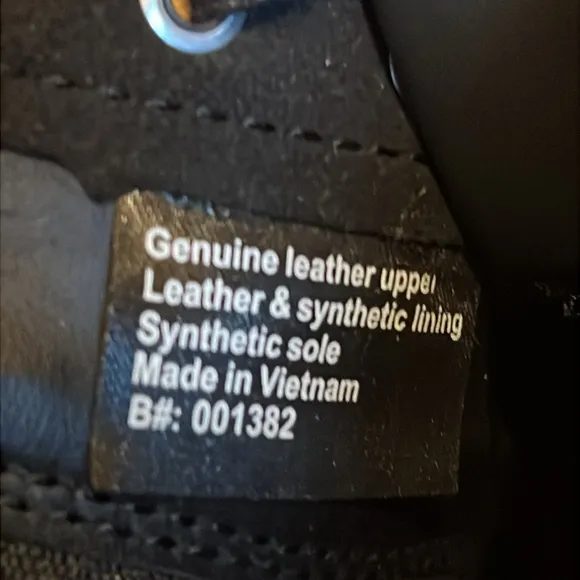 Genuine leather upper
Leather & synthetic lining
Synthetic sole
Made in Vietnam
B#: 001382